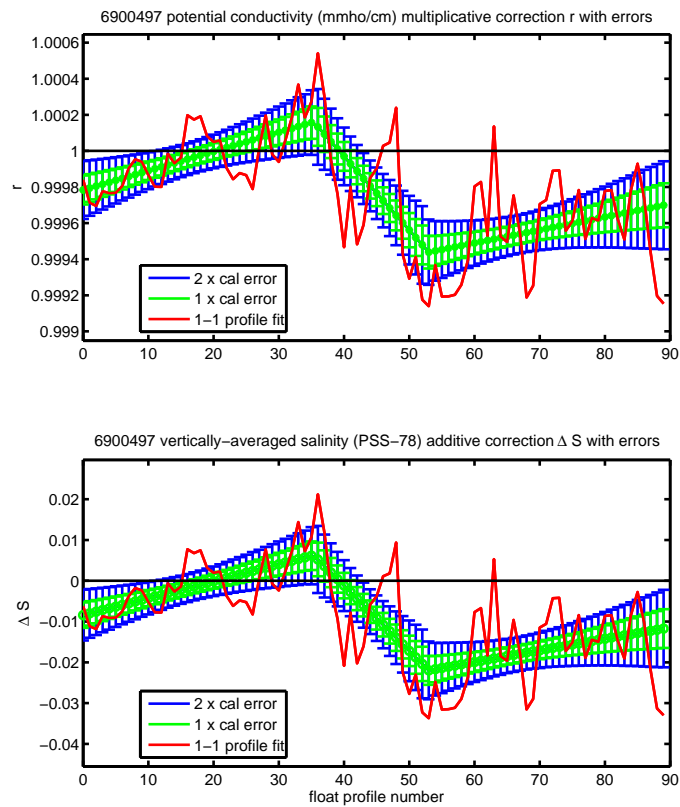 6900497 potential conductivity (mmho/cm) multiplicative correction r with errors
1.0006
1.0004
1.0002
1
0.9998
0.9996
0.9994
0.9992
0.999
r
2 x cal error
1 x cal error
1−1 profile fit
0 10 20 30 40 50 60 70 80 90
6900497 vertically−averaged salinity (PSS−78) additive correction Δ S with errors
0.02
0.01
0
−0.01
−0.02
−0.03
−0.04
Δ S
2 x cal error
1 x cal error
1−1 profile fit
0 10 20 30 40 50 60 70 80 90
float profile number